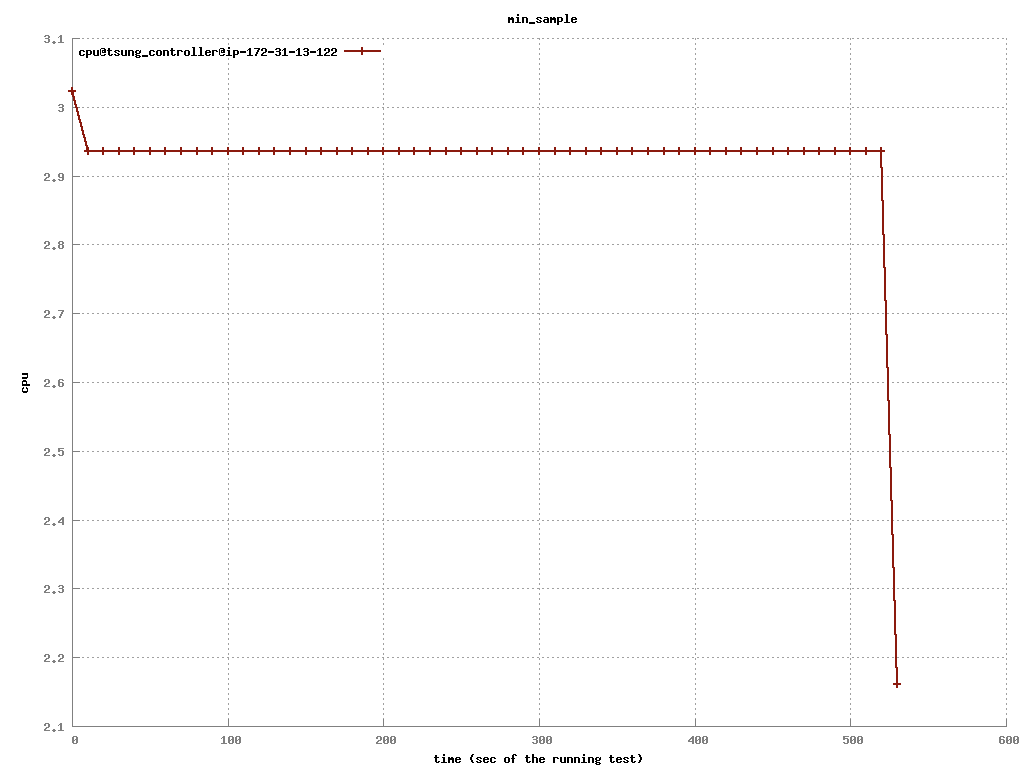 min_sample
cpu@tsung_controller@ip-172-31-13-122
3.1
3
2.9
2.8
2.7
2.6
2.5
2.4
2.3
2.2
2.1
cpu
0 100 200 300 400 500 600
time (sec of the running test)